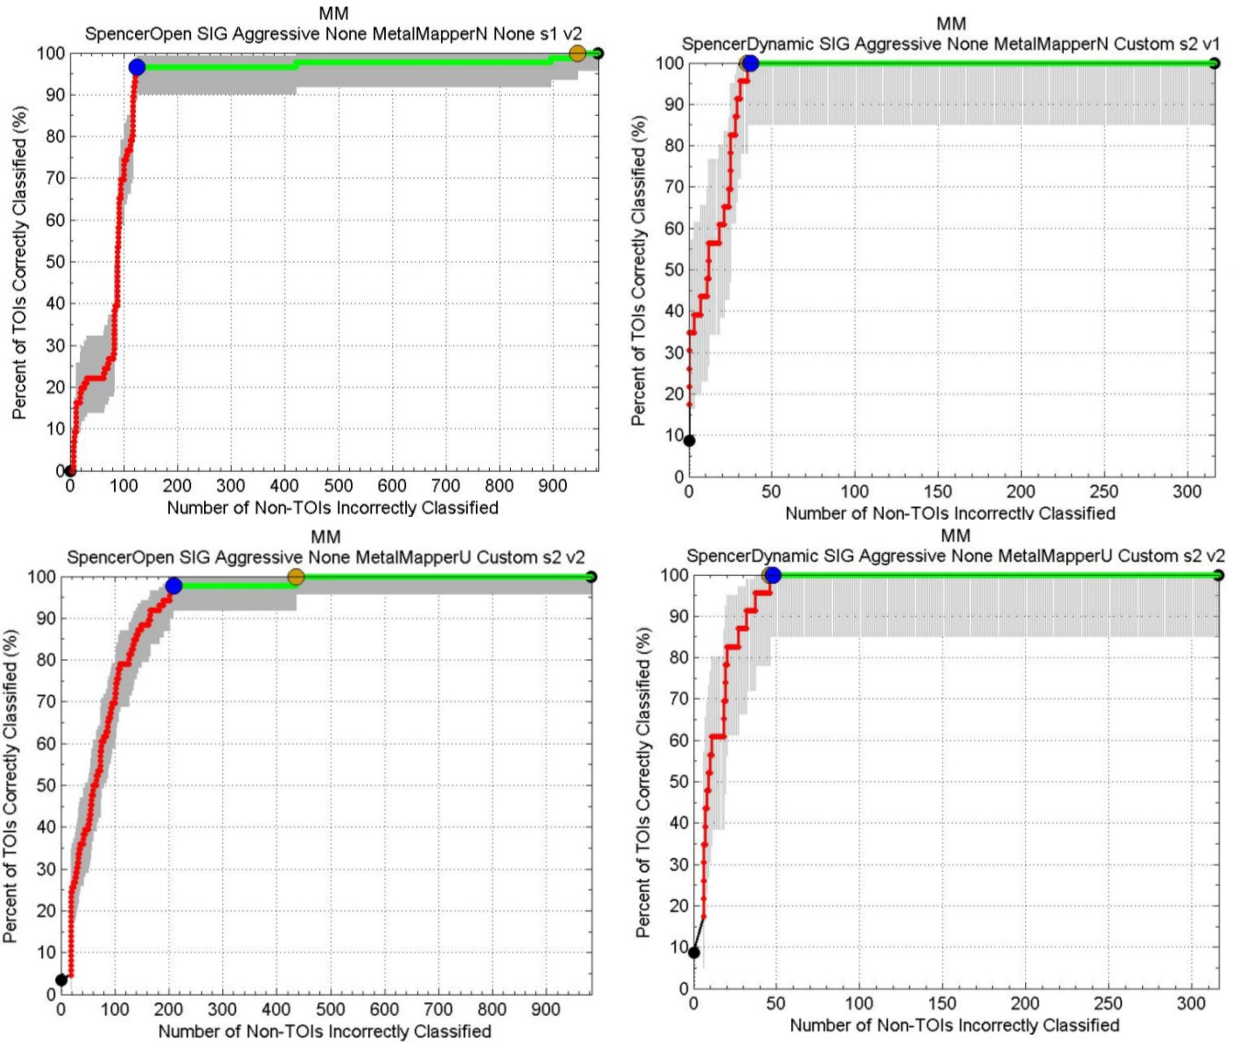 MM
SpencerOpen SIG Aggressive None MetalMapperN None s1 v2
100
90
80
70
60
50
40
30
20
10
0
Percent of TOIs Correctly Classified (%)
0 100 200 300 400 500 600 700 800 900
Number of Non-TOIs Incorrectly Classified
MM
SpencerDynamic SIG Aggressive None MetalMapperN Custom s2 v1
100
90
80
70
60
50
40
30
20
10
0
Percent of TOIs Correctly Classified (%)
0 50 100 150 200 250 300
Number of Non-TOIs Incorrectly Classified
MM
SpencerOpen SIG Aggressive None MetalMapperU Custom s2 v2
100
90
80
70
60
50
40
30
20
10
0
Percent of TOIs Correctly Classified (%)
0 100 200 300 400 500 600 700 800 900
Number of Non-TOIs Incorrectly Classified
MM
SpencerDynamic SIG Aggressive None MetalMapperU Custom s2 v2
100
90
80
70
60
50
40
30
20
10
0
Percent of TOIs Correctly Classified (%)
0 50 100 150 200 250 300
Number of Non-TOIs Incorrectly Classified